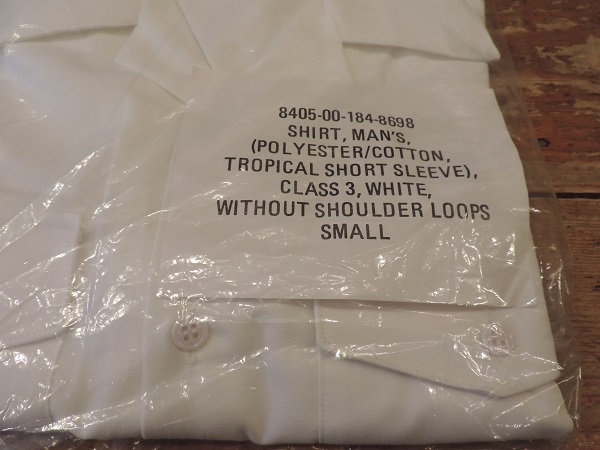 8405-00-184-8698
SHIRT, MAN'S,
(POLYESTER/COTTON,
TROPICAL SHORT SLEEVE),
CLASS 3, WHITE,
WITHOUT SHOULDER LOOPS
SMALL